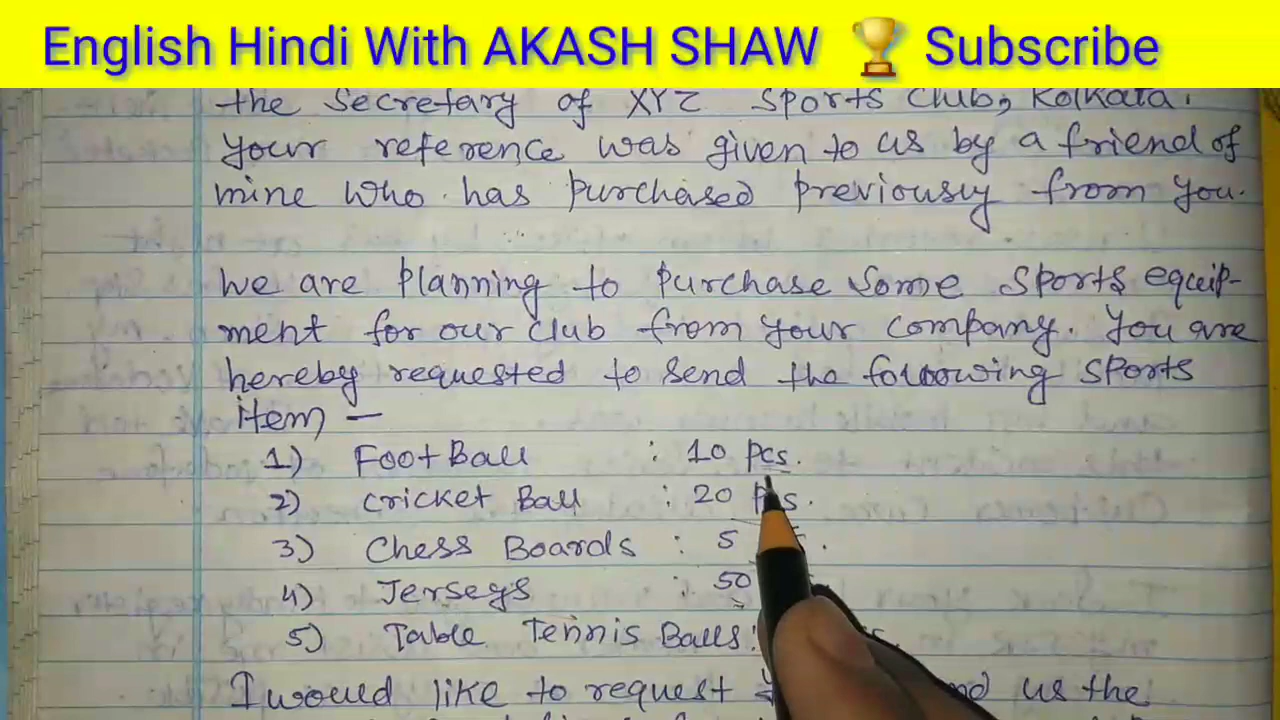 English Hindi With AKASH SHAW 🏆 Subscribe
the Secretary of XYZ Sports Club, Kolkata.
Your reference was given to us by a friend of
mine who has purchased previously from you.
We are planning to purchase some sports equip-
ment for our club from your company. You are
hereby requested to send the following sports
item —
1) FootBall : 10 pcs.
2) Cricket Ball : 20 pcs.
3) Chess Boards : 5
4) Jerseys : 50
5) Table Tennis Balls :
I would like to request us the